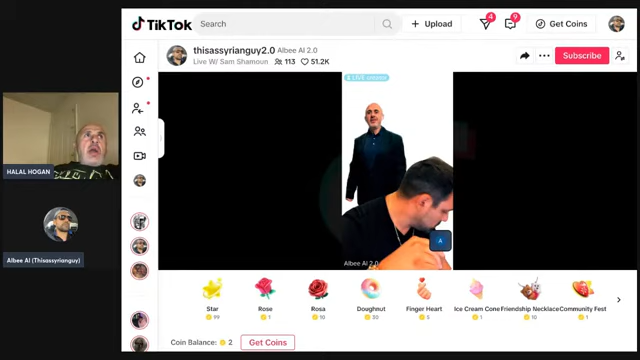 TikTok
Search
Upload
4
9
Get Coins
thisassyrianguy2.0 Albee AI 2.0
Live W/ Sam Shamoun 113 51.2K
Subscribe
LIVE
HALAL HOGAN
Albee AI (Thisassyrianguy)
A
Albee AI 2.0
Star
99
Rose
1
Rosa
10
Doughnut
30
Finger Heart
5
Ice Cream Cone
1
Friendship Necklace
10
Community Fest
1
Coin Balance: 2
Get Coins